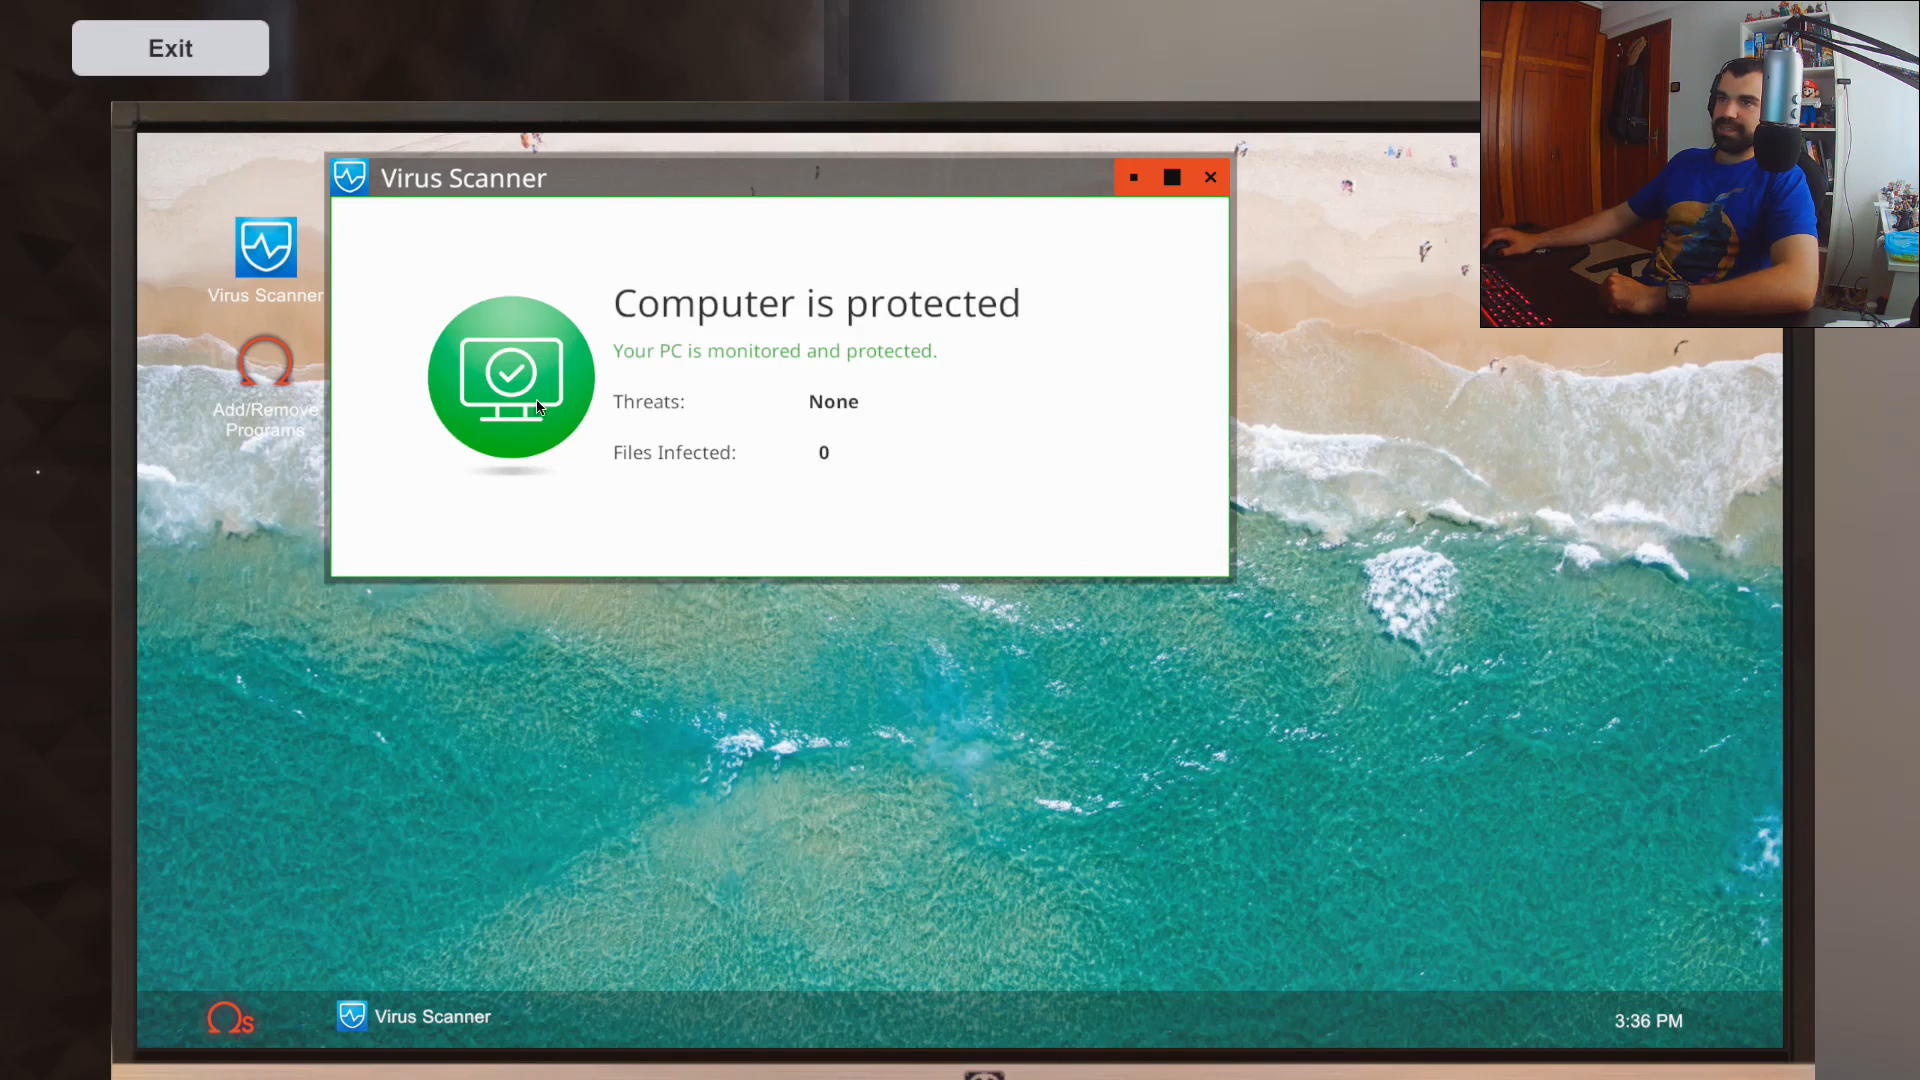 Exit
Virus Scanner
Virus Scanner
Add/Remove
Programs
Computer is protected
Your PC is monitored and protected.
Threats: None
Files Infected: 0
Ωs
Virus Scanner
3:36 PM